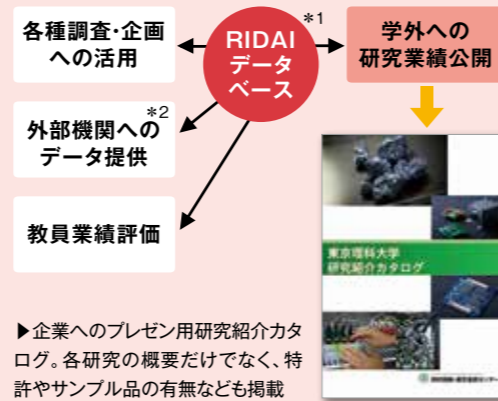 各種調査・企画
への活用
RIDAI
データ
ベース
*1
学外への
研究業績公開
外部機関への
データ提供
*2
教員業績評価
東京理科大学
研究紹介カタログ
▶企業へのプレゼン用研究紹介カタ
ログ。各研究の概要だけでなく、特
許やサンプル品の有無なども掲載